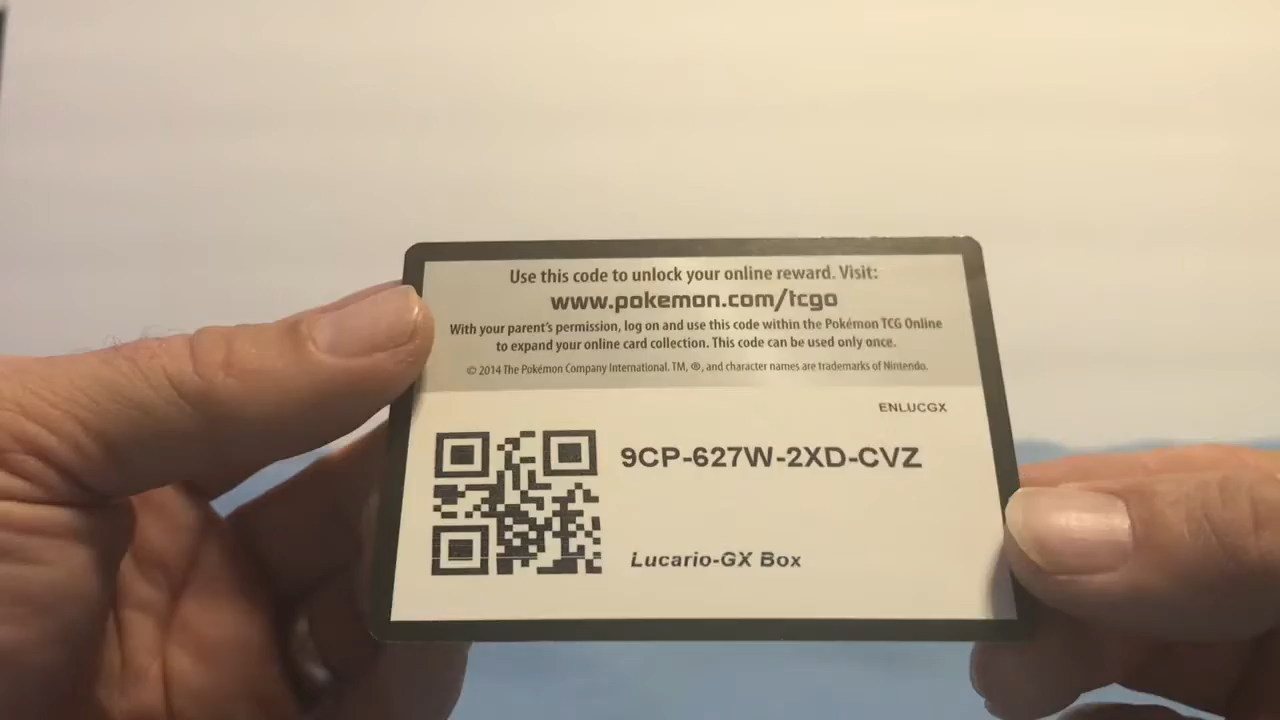 Use this code to unlock your online reward. Visit:
www.pokemon.com/tcgo
With your parent's permission, log on and use this code within the Pokémon TCG Online
to expand your online card collection. This code can be used only once.
© 2014 The Pokémon Company International. TM, ®, and character names are trademarks of Nintendo.
ENLUCGX
9CP-627W-2XD-CVZ
Lucario-GX Box